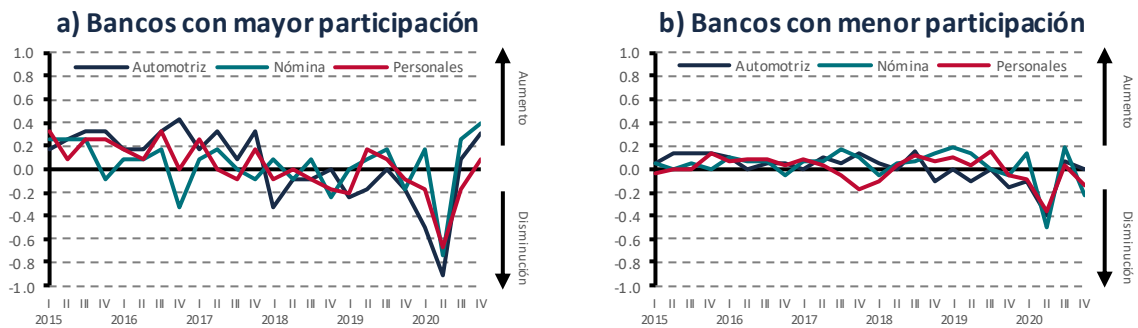 a) Bancos con mayor participación
1.0
0.8
0.6
0.4
0.2
0.0
-0.2
-0.4
-0.6
-0.8
-1.0
Automotriz Nómina Personales
Aumento
Disminución
I II III IV I II III IV I II III IV I II III IV I II III IV I II III IV
2015 2016 2017 2018 2019 2020
b) Bancos con menor participación
1.0
0.8
0.6
0.4
0.2
0.0
-0.2
-0.4
-0.6
-0.8
-1.0
Automotriz Nómina Personales
Aumento
Disminución
I II III IV I II III IV I II III IV I II III IV I II III IV I II III IV
2015 2016 2017 2018 2019 2020